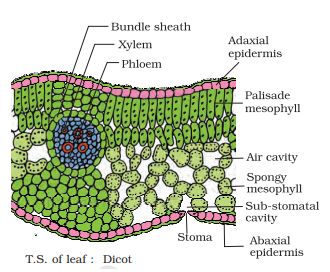 Bundle sheath
Xylem
Phloem
Adaxial
epidermis
Palisade
mesophyll
Air cavity
Spongy
mesophyll
Sub-stomatal
cavity
Stoma
Abaxial
epidermis
T.S. of leaf : Dicot